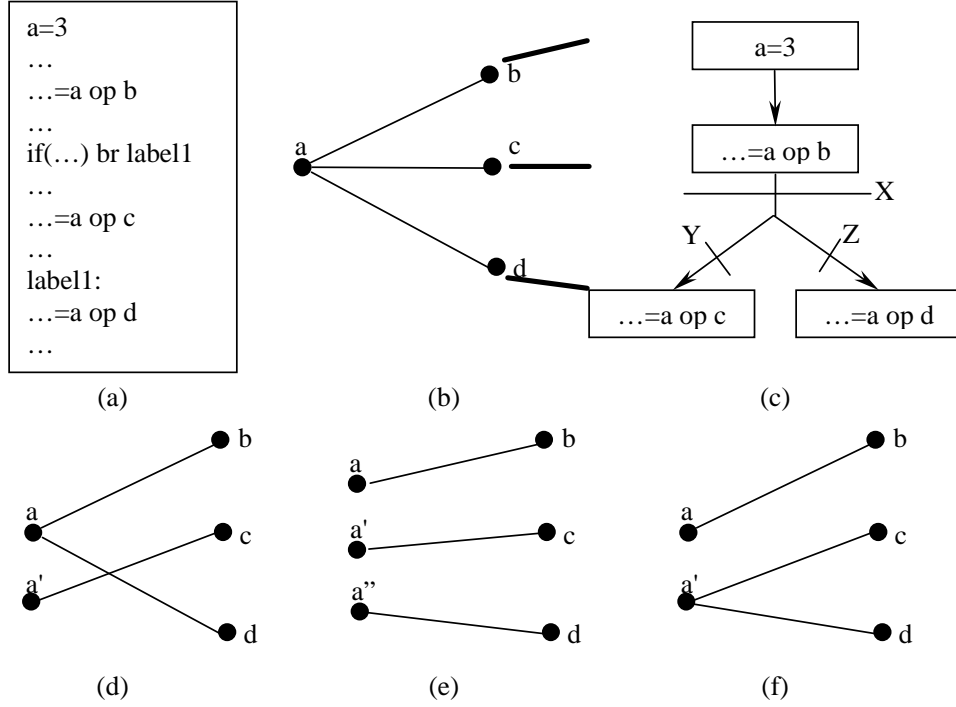 a=3
…
…=a op b
…
if(…) br label1
…
…=a op c
…
label1:
…=a op d
…
(a)
a
b
c
d
(b)
a=3
…=a op b
X
Y
Z
…=a op c
…=a op d
(c)
a
a'
b
c
d
(d)
a
a'
a”
b
c
d
(e)
a
a'
b
c
d
(f)